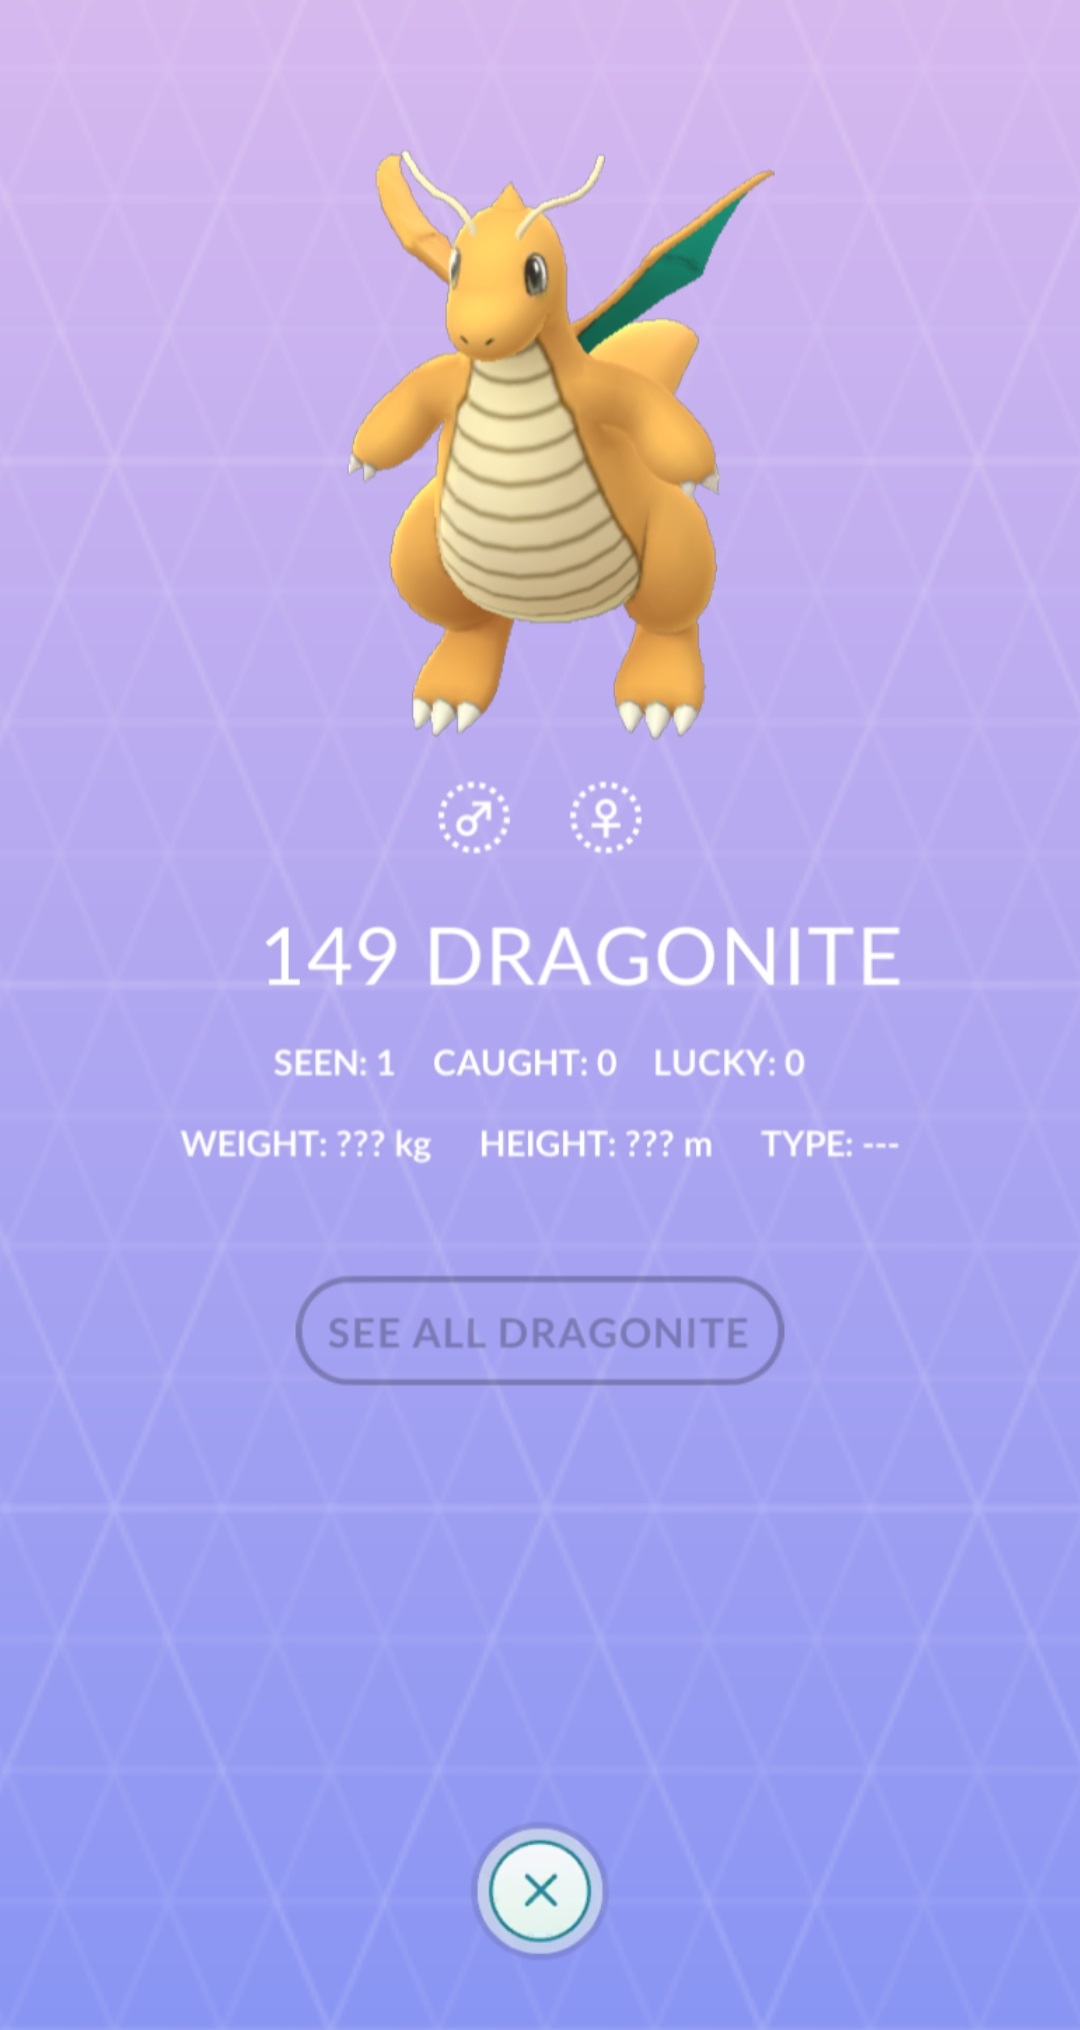 149 DRAGONITE
SEEN: 1 CAUGHT: 0 LUCKY: 0
WEIGHT: ??? kg HEIGHT: ??? m TYPE: ---
SEE ALL DRAGONITE